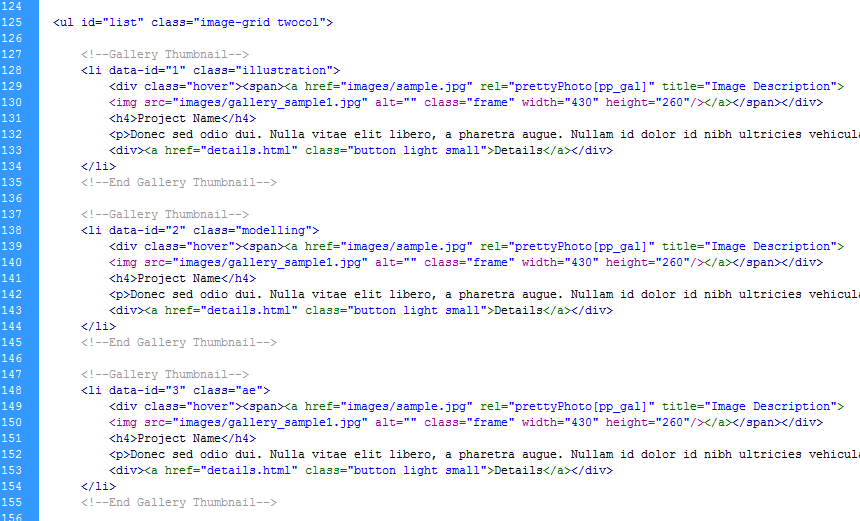 124
125 <ul id="list" class="image-grid twocol">
126
127 <!--Gallery Thumbnail-->
128 <li data-id="1" class="illustration">
129 <div class="hover"><span><a href="images/sample.jpg" rel="prettyPhoto[pp_gal]" title="Image Description">
130 <img src="images/gallery_sample1.jpg" alt="" class="frame" width="430" height="260"/></a></span></div>
131 <h4>Project Name</h4>
132 <p>Donec sed odio dui. Nulla vitae elit libero, a pharetra augue. Nullam id dolor id nibh ultricies vehicula
133 <div><a href="details.html" class="button light small">Details</a></div>
134 </li>
135 <!--End Gallery Thumbnail-->
136
137 <!--Gallery Thumbnail-->
138 <li data-id="2" class="modelling">
139 <div class="hover"><span><a href="images/sample.jpg" rel="prettyPhoto[pp_gal]" title="Image Description">
140 <img src="images/gallery_sample1.jpg" alt="" class="frame" width="430" height="260"/></a></span></div>
141 <h4>Project Name</h4>
142 <p>Donec sed odio dui. Nulla vitae elit libero, a pharetra augue. Nullam id dolor id nibh ultricies vehicula
143 <div><a href="details.html" class="button light small">Details</a></div>
144 </li>
145 <!--End Gallery Thumbnail-->
146
147 <!--Gallery Thumbnail-->
148 <li data-id="3" class="ae">
149 <div class="hover"><span><a href="images/sample.jpg" rel="prettyPhoto[pp_gal]" title="Image Description">
150 <img src="images/gallery_sample1.jpg" alt="" class="frame" width="430" height="260"/></a></span></div>
151 <h4>Project Name</h4>
152 <p>Donec sed odio dui. Nulla vitae elit libero, a pharetra augue. Nullam id dolor id nibh ultricies vehicula
153 <div><a href="details.html" class="button light small">Details</a></div>
154 </li>
155 <!--End Gallery Thumbnail-->
156